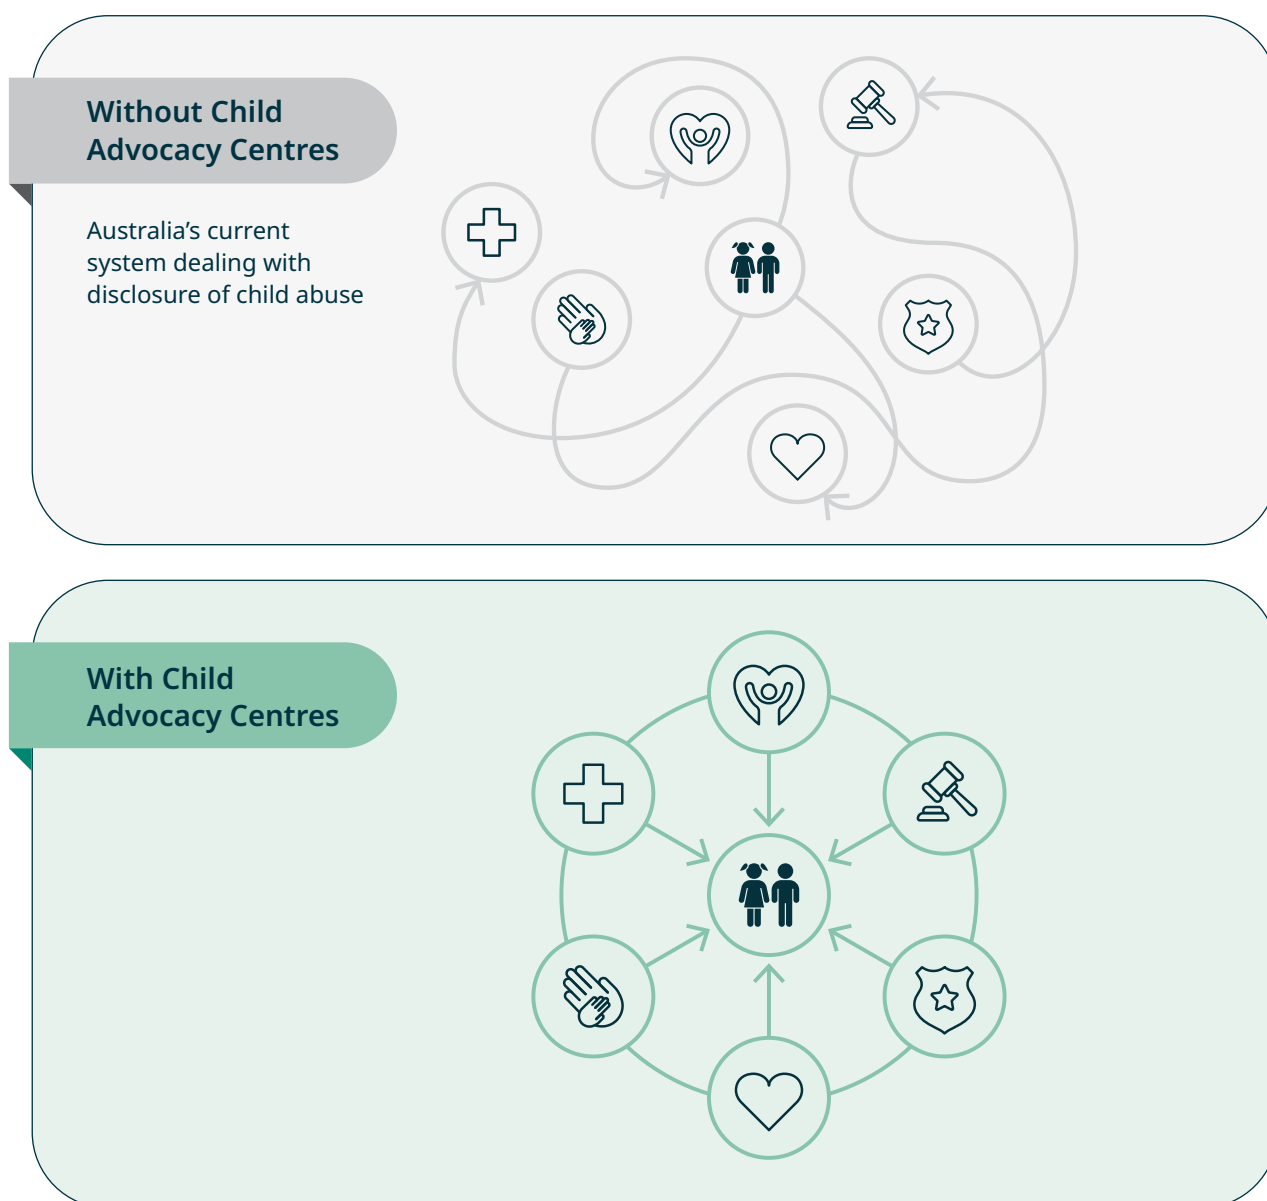 Without Child
Advocacy Centres
Australia’s current
system dealing with
disclosure of child abuse
With Child
Advocacy Centres